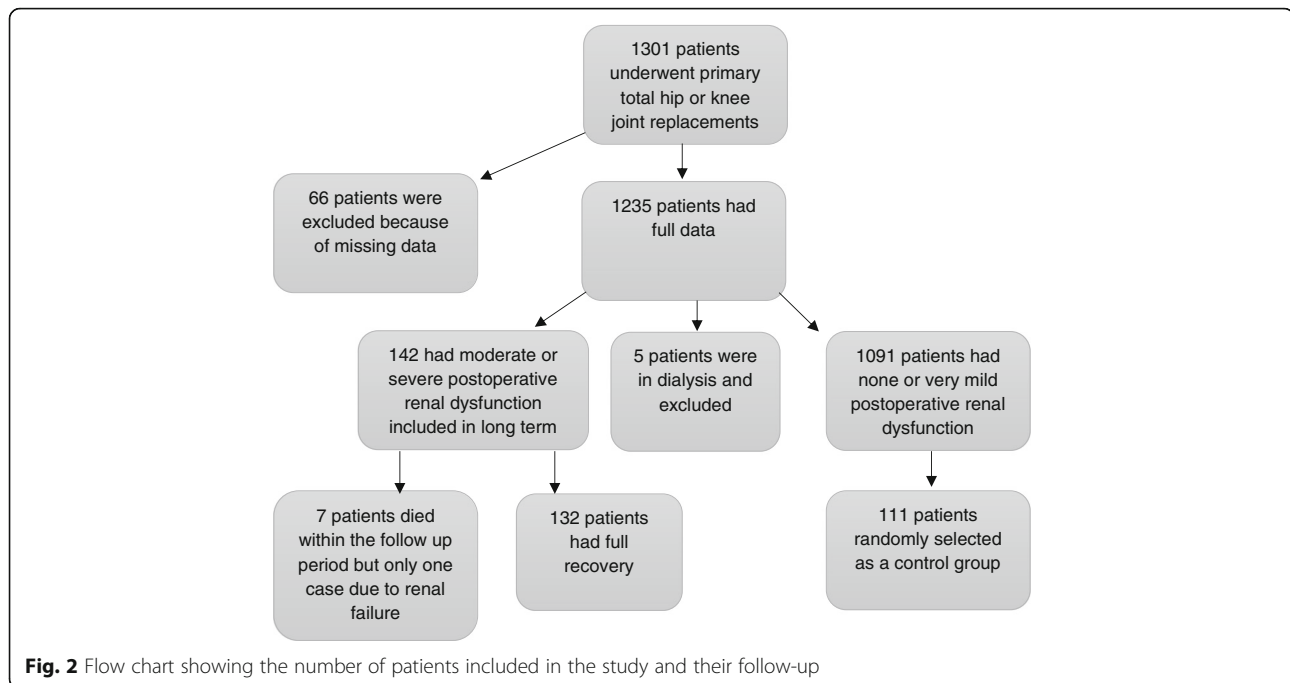 1301 patients
underwent primary
total hip or knee
joint replacements
66 patients were
excluded because
of missing data
1235 patients had
full data
142 had moderate or
severe postoperative
renal dysfunction
included in long term
5 patients were
in dialysis and
excluded
1091 patients had
none or very mild
postoperative renal
dysfunction
7 patients died
within the follow up
period but only one
case due to renal
failure
132 patients
had full
recovery
111 patients
randomly selected
as a control group
Fig. 2 Flow chart showing the number of patients included in the study and their follow-up